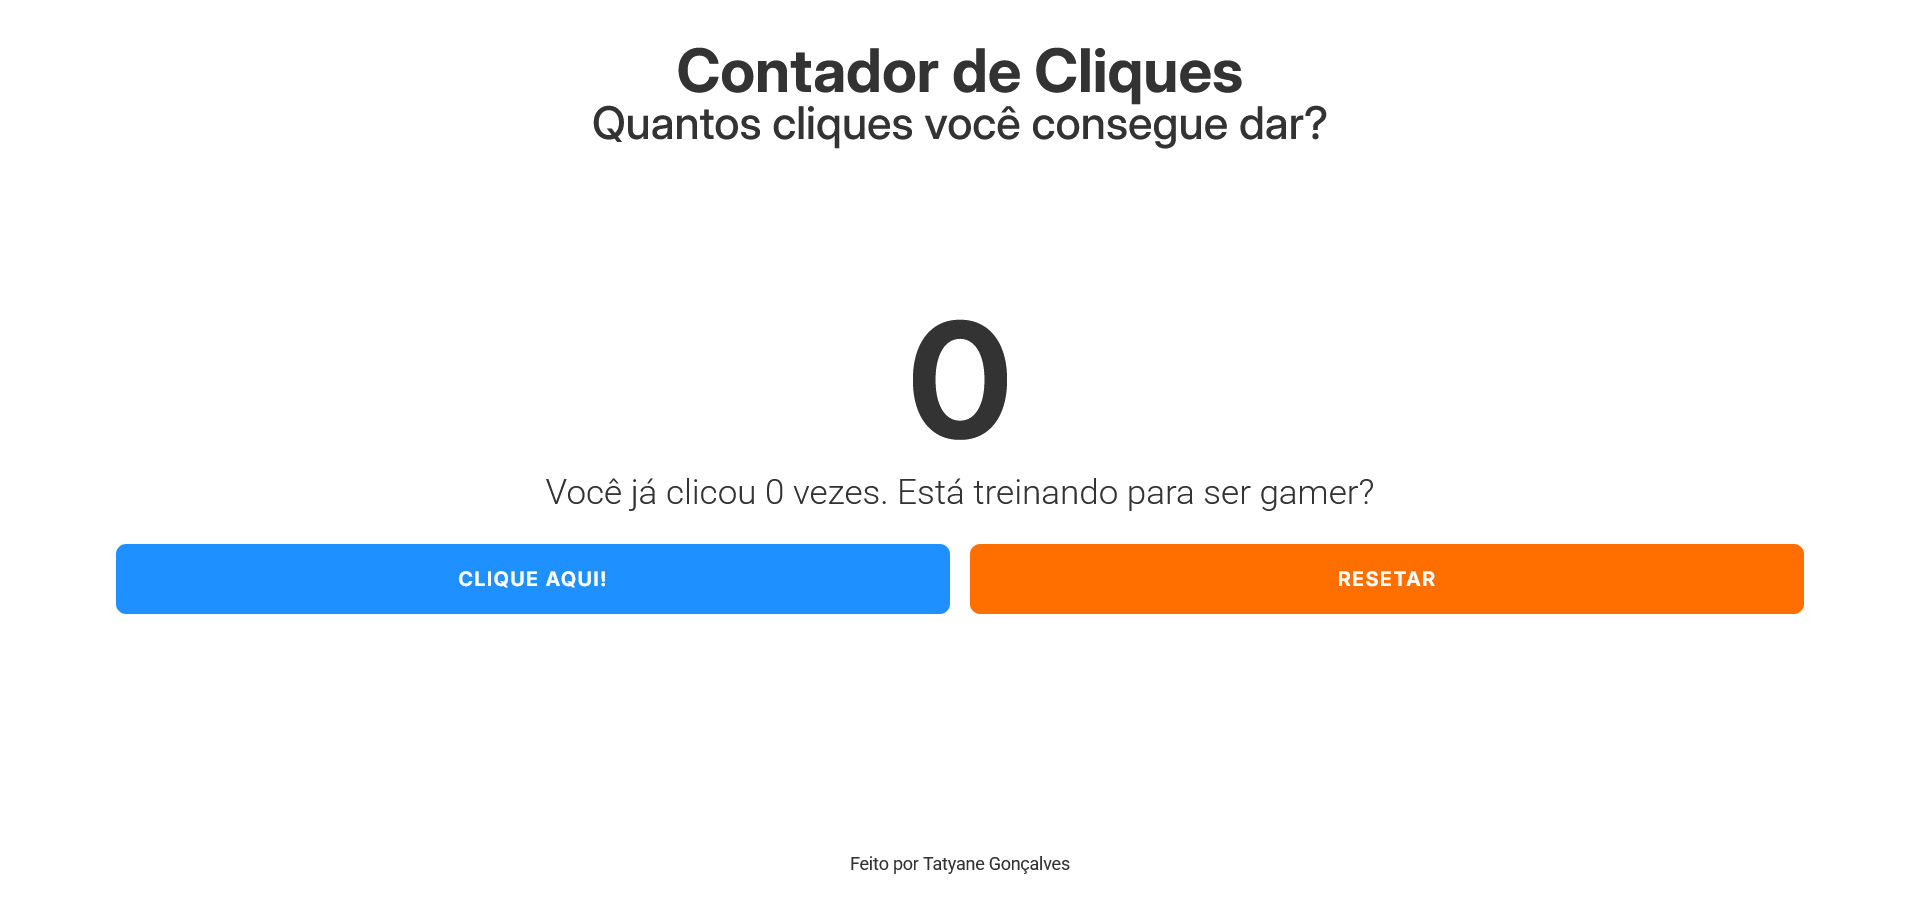 Contador de Cliques
Quantos cliques você consegue dar?
0
Você já clicou 0 vezes. Está treinando para ser gamer?
CLIQUE AQUI!
RESETAR
Feito por Tatyane Gonçalves